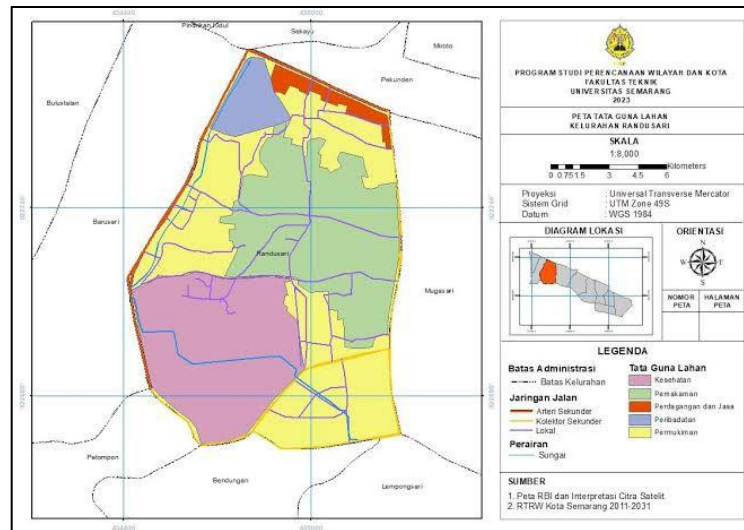 Pindrikan Kidul
Sekayu
Miroto
Pekunden
Bulustalan
Barusari
Randusari
Mugasari
Petompon
Bendungan
Lempongsari
PROGRAM STUDI PERENCANAAN WILAYAH DAN KOTA
FAKULTAS TEKNIK
UNIVERSITAS SEMARANG
2023
PETA TATA GUNA LAHAN
KELURAHAN RANDUSARI
SKALA
1:8,000
Kilometers
0 0.75 1.5 3 4.5 6
Proyeksi : Universal Transverse Mercator
Sistem Grid : UTM Zone 49S
Datum : WGS 1984
DIAGRAM LOKASI
ORIENTASI
N
W E
S
NOMOR PETA
HALAMAN PETA
LEGENDA
Batas Administrasi
Batas Kelurahan
Jaringan Jalan
Arteri Sekunder
Kolektor Sekunder
Lokal
Perairan
Sungai
Tata Guna Lahan
Kesehatan
Pemakaman
Perdagangan dan Jasa
Peribadatan
Permukiman
SUMBER
1. Peta RBI dan Interpretasi Citra Satelit
2. RTRW Kota Semarang 2011-2031